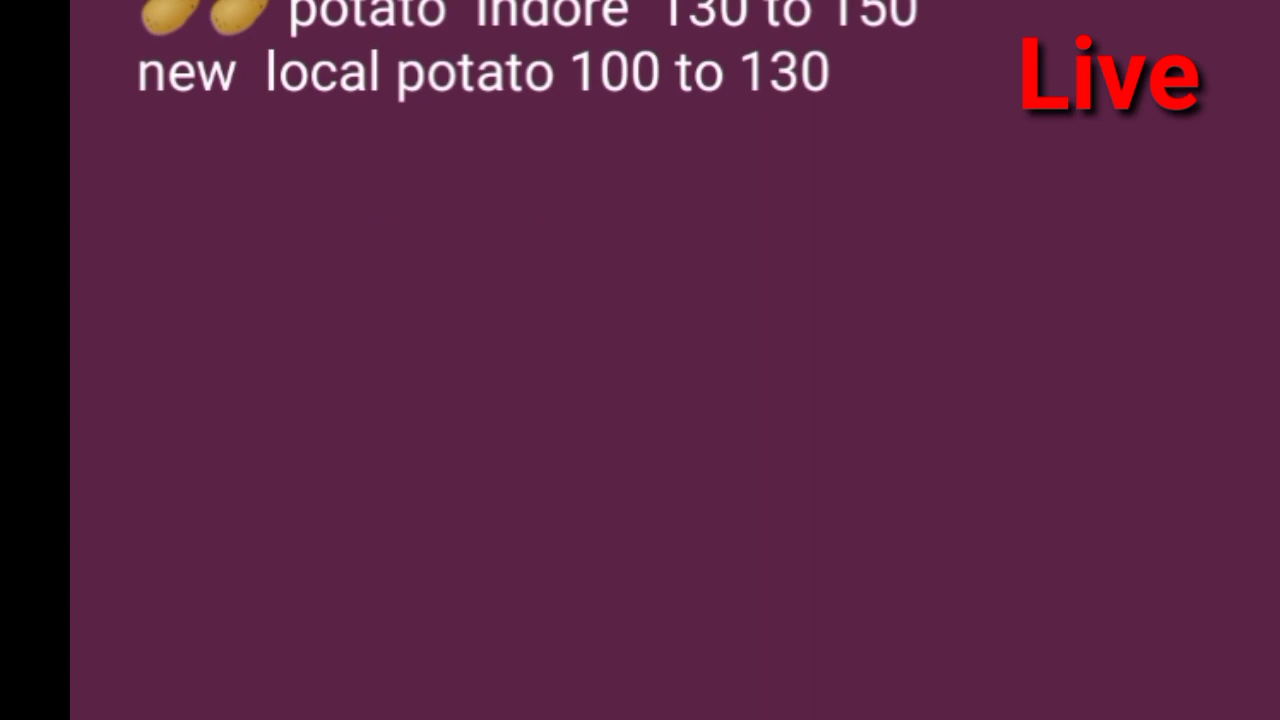 🥔🥔 potato indore 130 to 150
new local potato 100 to 130
Live